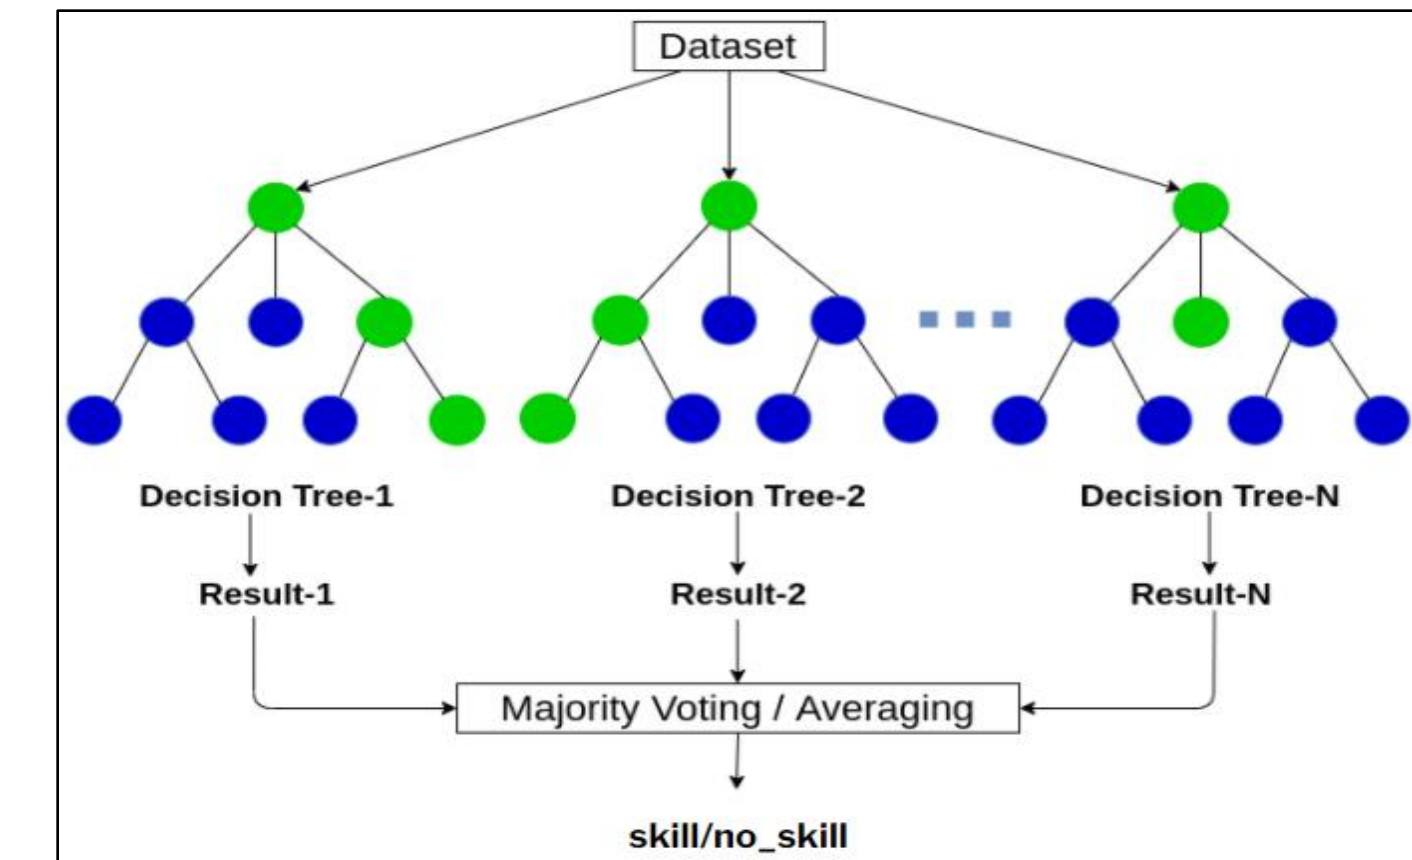 Dataset
Decision Tree-1
Decision Tree-2
Decision Tree-N
Result-1
Result-2
Result-N
Majority Voting / Averaging
skill/no_skill